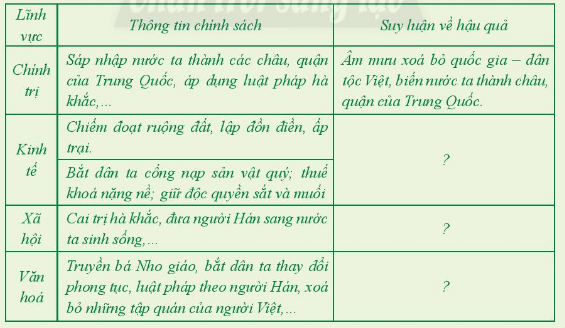 Chân trời sáng tạo
Lĩnh vực
Thông tin chính sách
Suy luận về hậu quả
Chính trị
Sáp nhập nước ta thành các châu, quận
của Trung Quốc, áp dụng luật pháp hà
khắc,...
Âm mưu xoá bỏ quốc gia – dân
tộc Việt, biến nước ta thành châu,
quận của Trung Quốc.
Kinh tế
Chiếm đoạt ruộng đất, lập đồn điền, ấp
trại.
Bắt dân ta cống nạp sản vật quý; thuế
khoá nặng nề; giữ độc quyền sắt và muối
?
Xã hội
Cai trị hà khắc, đưa người Hán sang nước
ta sinh sống,...
?
Văn hoá
Truyền bá Nho giáo, bắt dân ta thay đổi
phong tục, luật pháp theo người Hán, xoá
bỏ những tập quán của người Việt,...
?